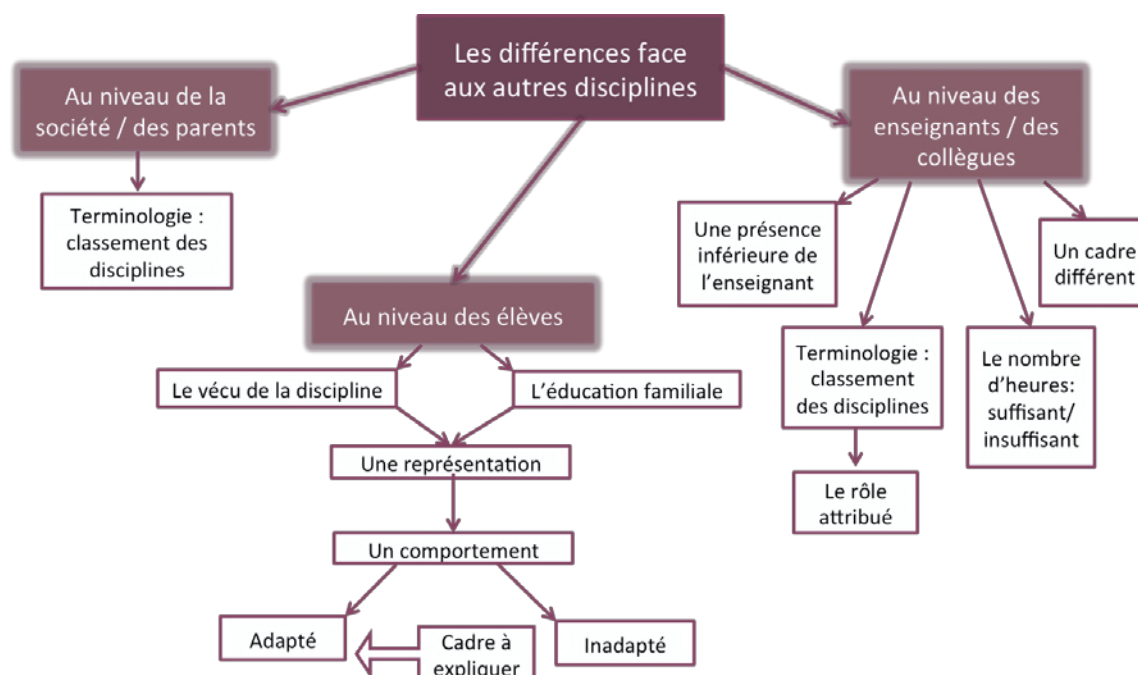 Les différences face
aux autres disciplines
Au niveau de la
société / des parents
Au niveau des
enseignants / des
collègues
Terminologie :
classement des
disciplines
Une présence
inférieure de
l'enseignant
Un cadre
différent
Au niveau des élèves
Terminologie :
classement
des disciplines
Le nombre
d'heures:
suffisant/
insuffisant
Le vécu de la discipline
L'éducation familiale
Une représentation
Le rôle
attribué
Un comportement
Adapté
Cadre à
expliquer
Inadapté